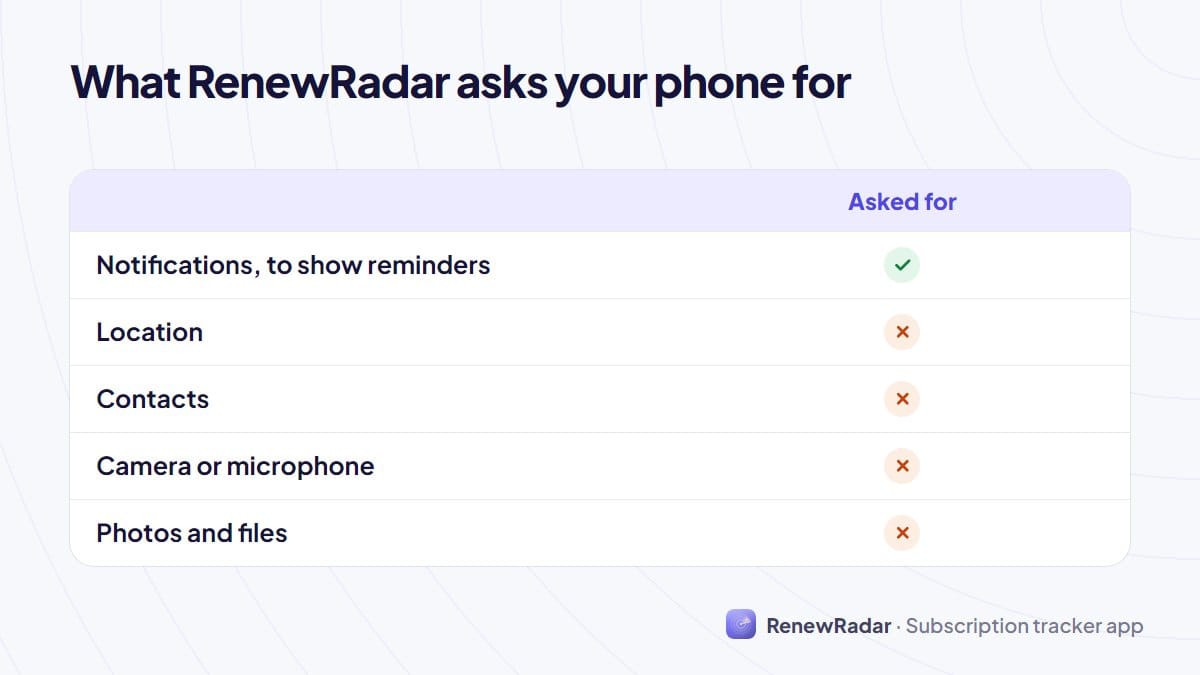 What RenewRadar asks your phone for
Asked for
Notifications, to show reminders
Location
Contacts
Camera or microphone
Photos and files
RenewRadar · Subscription tracker app